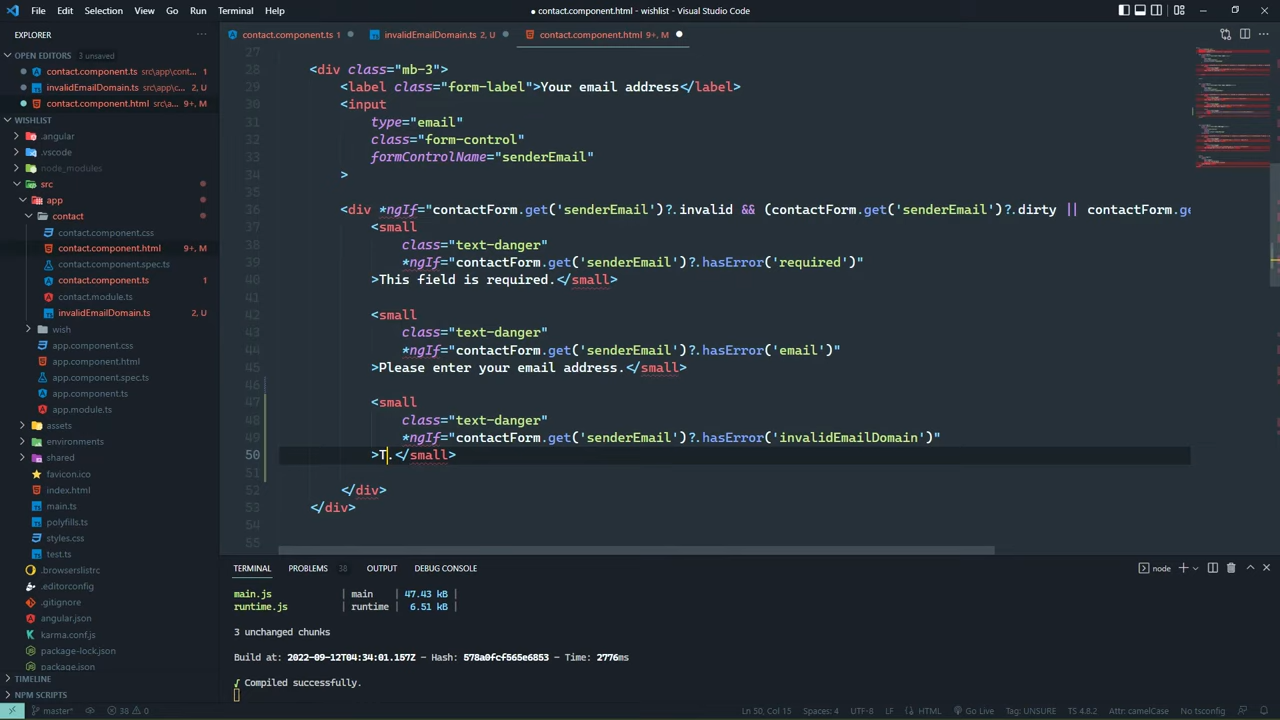 File Edit Selection View Go Run Terminal Help
● contact.component.html - wishlist - Visual Studio Code
EXPLORER ...
OPEN EDITORS 3 unsaved
contact.component.ts src\app\cont... 1
invalidEmailDomain.ts src\app\c... 2, U
contact.component.html src\a... 9+, M
WISHLIST
.angular
.vscode
node_modules
src
app
contact
contact.component.css
contact.component.html 9+, M
contact.component.spec.ts
contact.component.ts 1
contact.module.ts
invalidEmailDomain.ts 2, U
wish
app.component.css
app.component.html
app.component.spec.ts
app.component.ts
app.module.ts
assets
environments
shared
favicon.ico
index.html
main.ts
polyfills.ts
styles.css
test.ts
.browserslistrc
.editorconfig
.gitignore
angular.json
karma.conf.js
package-lock.json
package.json
TIMELINE
NPM SCRIPTS
contact.component.ts 1
invalidEmailDomain.ts 2, U
contact.component.html 9+, M
27
28 <div class="mb-3">
29 <label class="form-label">Your email address</label>
30 <input
31 type="email"
32 class="form-control"
33 formControlName="senderEmail"
34 >
35
36 <div *ngIf="contactForm.get('senderEmail')?.invalid && (contactForm.get('senderEmail')?.dirty || contactForm.ge
37 <small
38 class="text-danger"
39 *ngIf="contactForm.get('senderEmail')?.hasError('required')"
40 >This field is required.</small>
41
42 <small
43 class="text-danger"
44 *ngIf="contactForm.get('senderEmail')?.hasError('email')"
45 >Please enter your email address.</small>
46
47 <small
48 class="text-danger"
49 *ngIf="contactForm.get('senderEmail')?.hasError('invalidEmailDomain')"
50 >T.</small>
51
52 </div>
53 </div>
54
55
TERMINAL PROBLEMS 38 OUTPUT DEBUG CONSOLE
node
main.js | main | 47.43 kB |
runtime.js | runtime | 6.51 kB |
3 unchanged chunks
Build at: 2022-09-12T04:34:01.157Z - Hash: 578a0fcf565e6853 - Time: 2776ms
√ Compiled successfully.
master* 38 0
Ln 50, Col 15 Spaces: 4 UTF-8 LF HTML Go Live Tag: UNSURE TS 4.8.2 Attr: camelCase No tsconfig